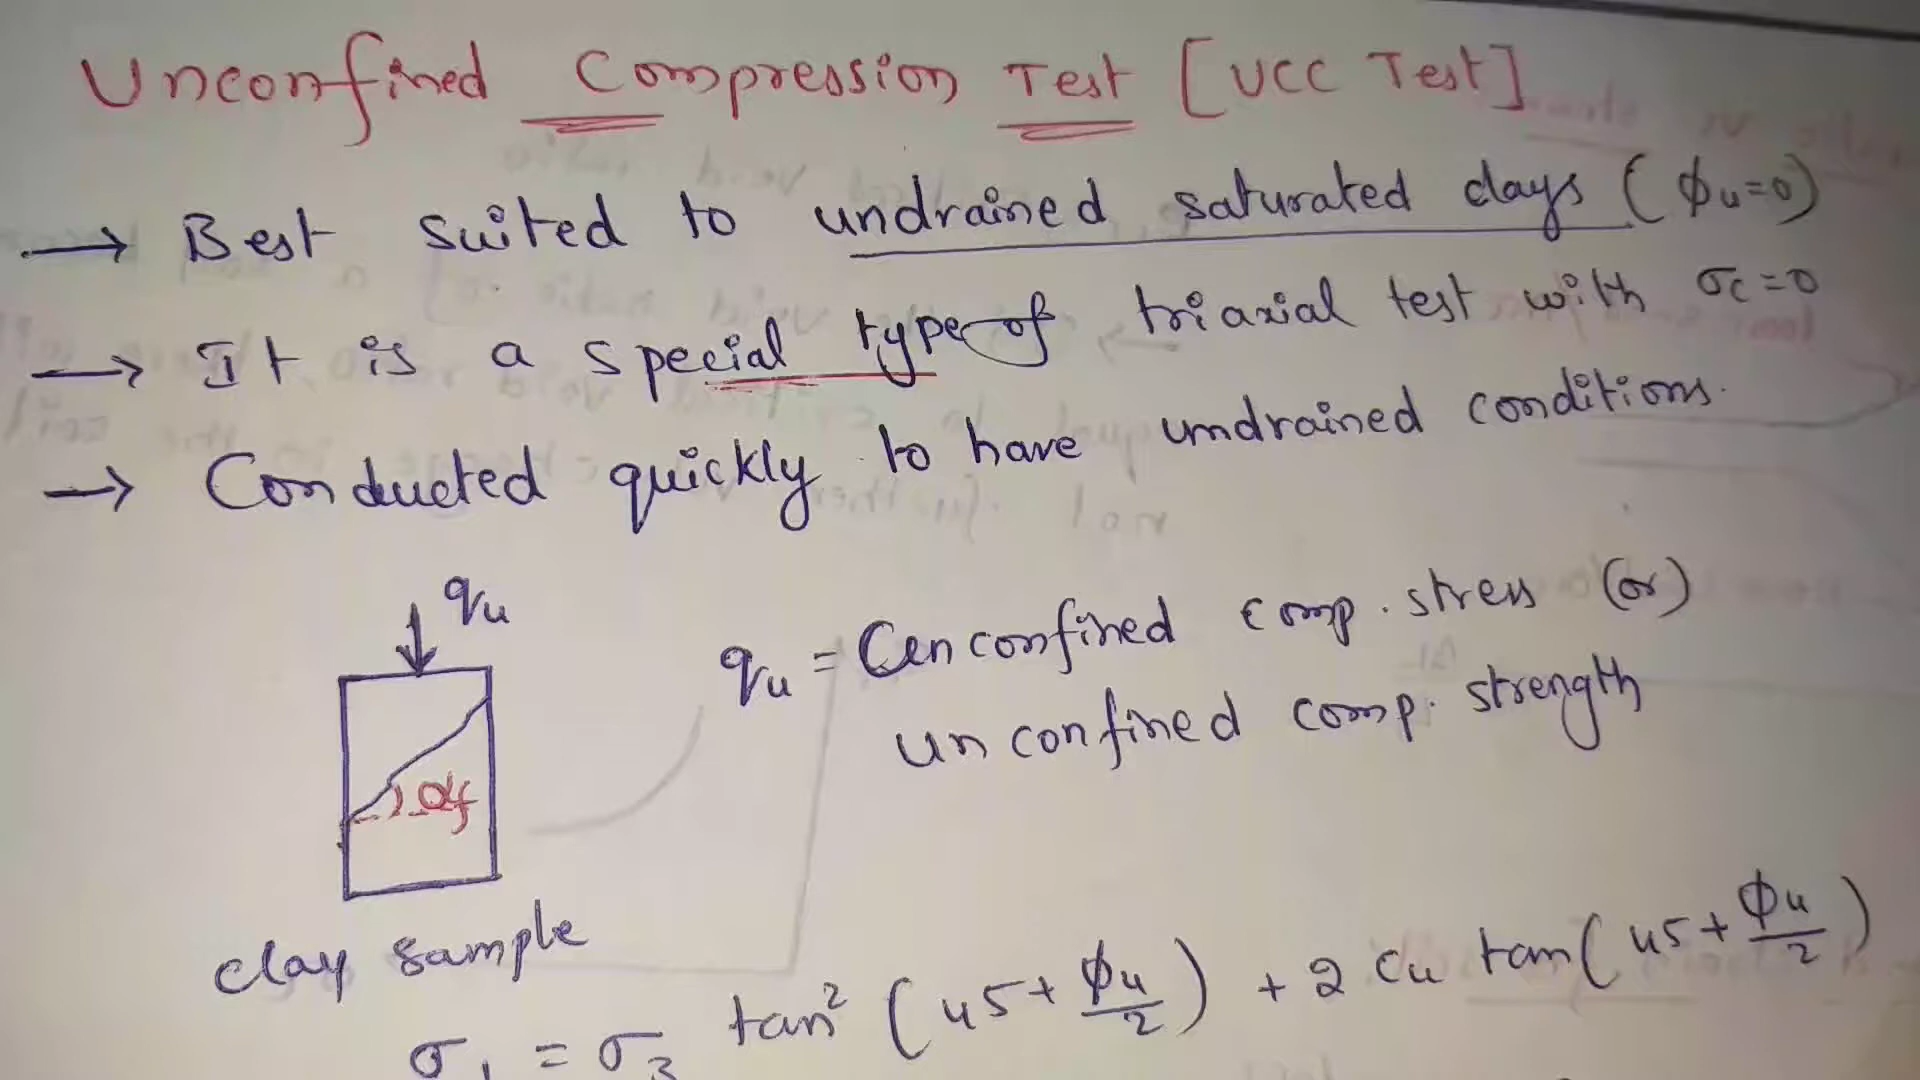 Unconfined Compression Test [UCC Test]
→ Best suited to undrained saturated clays (ϕu=0)
→ It is a special type of triaxial test with σc=0
→ Conducted quickly to have undrained conditions.
qu
qu = Unconfined comp. stress (or)
unconfined comp. strength
αf
clay sample
σ1 = σ3 tan² (45+ ϕu/2) + 2 Cu tan(45+ ϕu/2)